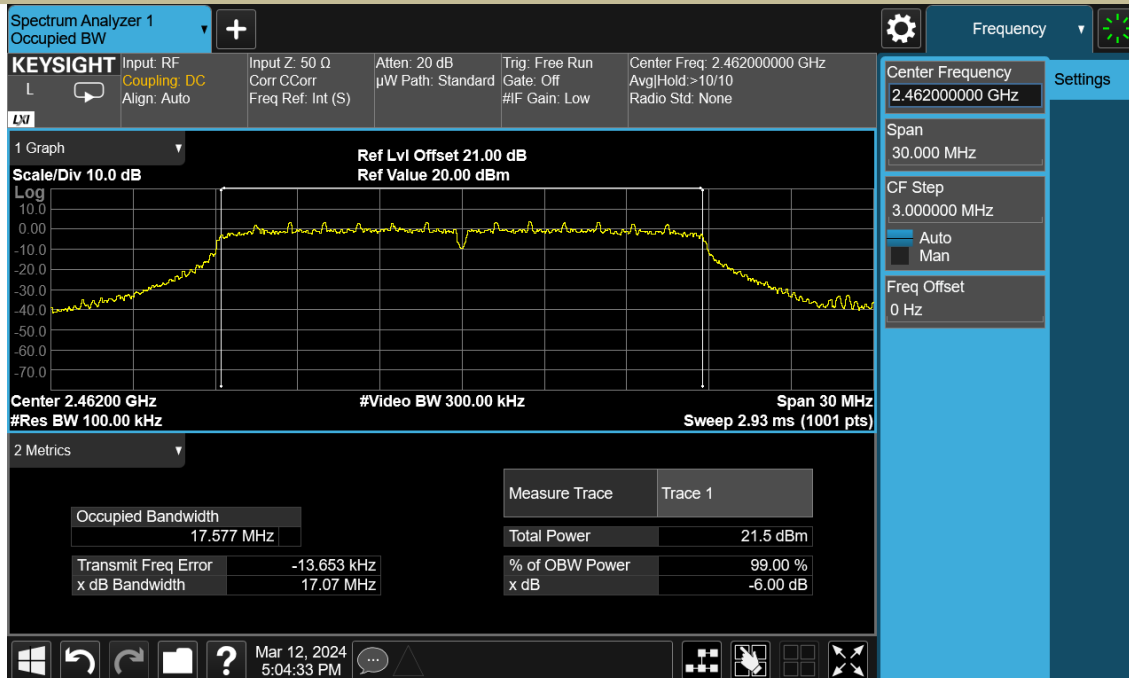 Spectrum Analyzer 1
Occupied BW
▼
+
Frequency
▼
KEYSIGHT
L
LXI
Input: RF
Coupling: DC
Align: Auto
Input Z: 50 Ω
Corr CCorr
Freq Ref: Int (S)
Atten: 20 dB
µW Path: Standard
Trig: Free Run
Gate: Off
#IF Gain: Low
Center Freq: 2.462000000 GHz
Avg|Hold:>10/10
Radio Std: None
Center Frequency
2.462000000 GHz
Settings
Span
30.000 MHz
CF Step
3.000000 MHz
Auto
Man
Freq Offset
0 Hz
1 Graph ▼
Scale/Div 10.0 dB
Ref Lvl Offset 21.00 dB
Ref Value 20.00 dBm
Log
10.0
0.00
-10.0
-20.0
-30.0
-40.0
-50.0
-60.0
-70.0
Center 2.46200 GHz #Video BW 300.00 kHz Span 30 MHz
#Res BW 100.00 kHz Sweep 2.93 ms (1001 pts)
2 Metrics ▼
Measure Trace Trace 1
Occupied Bandwidth
17.577 MHz
Total Power 21.5 dBm
Transmit Freq Error -13.653 kHz
% of OBW Power 99.00 %
x dB Bandwidth 17.07 MHz
x dB -6.00 dB
?
Mar 12, 2024
5:04:33 PM